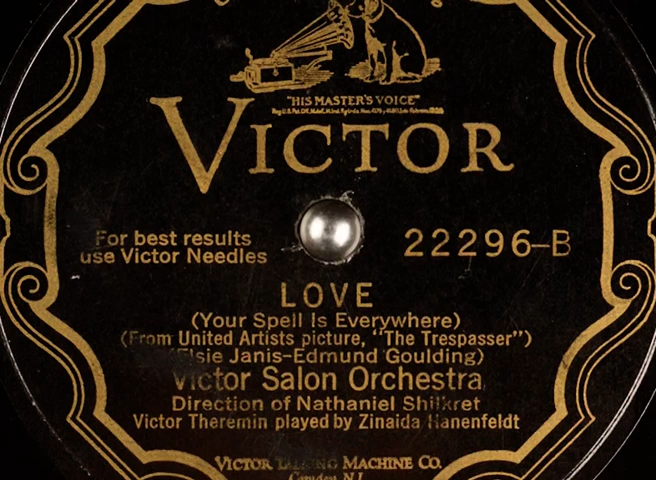 "HIS MASTER'S VOICE"
VICTOR
For best results
use Victor Needles
22296-B
LOVE
(Your Spell Is Everywhere)
(From United Artists picture, "The Trespasser")
(Elsie Janis-Edmund Goulding)
Victor Salon Orchestra
Direction of Nathaniel Shilkret
Victor Theremin played by Zinaida Hanenfeldt
VICTOR TALKING MACHINE CO.
Camden, N.J.